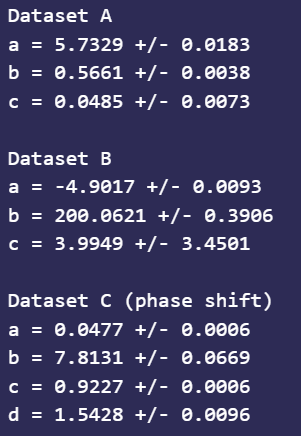 Dataset A
a = 5.7329 +/- 0.0183
b = 0.5661 +/- 0.0038
c = 0.0485 +/- 0.0073
Dataset B
a = -4.9017 +/- 0.0093
b = 200.0621 +/- 0.3906
c = 3.9949 +/- 3.4501
Dataset C (phase shift)
a = 0.0477 +/- 0.0006
b = 7.8131 +/- 0.0669
c = 0.9227 +/- 0.0006
d = 1.5428 +/- 0.0096